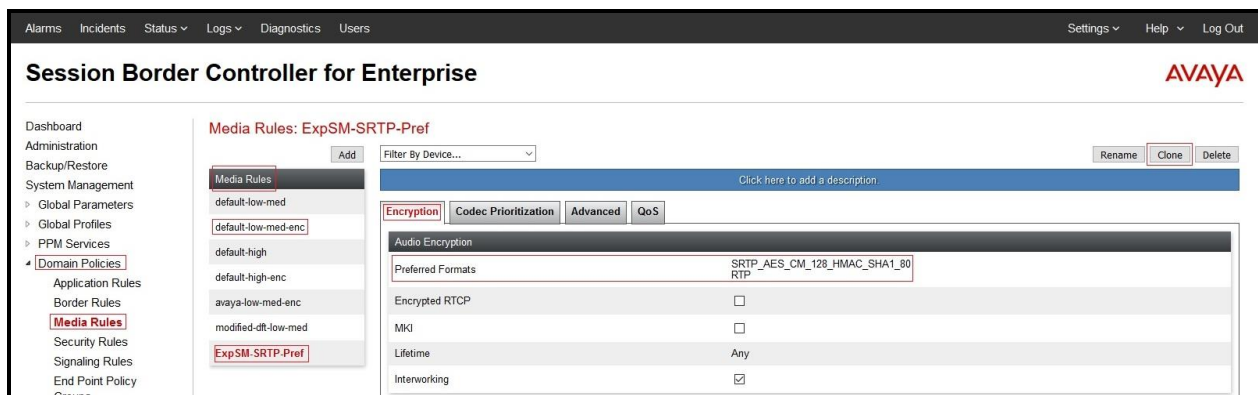 Alarms Incidents Status Logs Diagnostics Users Settings Help Log Out
Session Border Controller for Enterprise
AVAYA
Dashboard
Administration
Backup/Restore
System Management
Global Parameters
Global Profiles
PPM Services
Domain Policies
Application Rules
Border Rules
Media Rules
Security Rules
Signaling Rules
End Point Policy
Media Rules: ExpSM-SRTP-Pref
Add
Filter By Device...
Rename Clone Delete
Media Rules
default-low-med
default-low-med-enc
default-high
default-high-enc
avaya-low-med-enc
modified-dft-low-med
ExpSM-SRTP-Pref
Click here to add a description.
Encryption Codec Prioritization Advanced QoS
Audio Encryption
Preferred Formats SRTP_AES_CM_128_HMAC_SHA1_80
RTP
Encrypted RTCP
MKI
Lifetime Any
Interworking